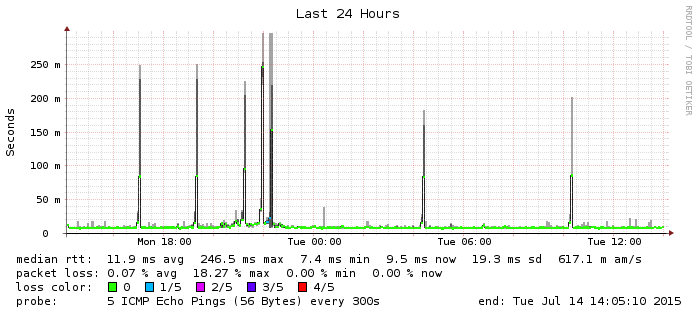 Last 24 Hours
RRDTOOL / TOBI OETIKER
Seconds
250 m
200 m
150 m
100 m
50 m
0
Mon 18:00 Tue 00:00 Tue 06:00 Tue 12:00
median rtt: 11.9 ms avg 246.5 ms max 7.4 ms min 9.5 ms now 19.3 ms sd 617.1 m am/s
packet loss: 0.07 % avg 18.27 % max 0.00 % min 0.00 % now
loss color: 0 1/5 2/5 3/5 4/5
probe: 5 ICMP Echo Pings (56 Bytes) every 300s end: Tue Jul 14 14:05:10 2015